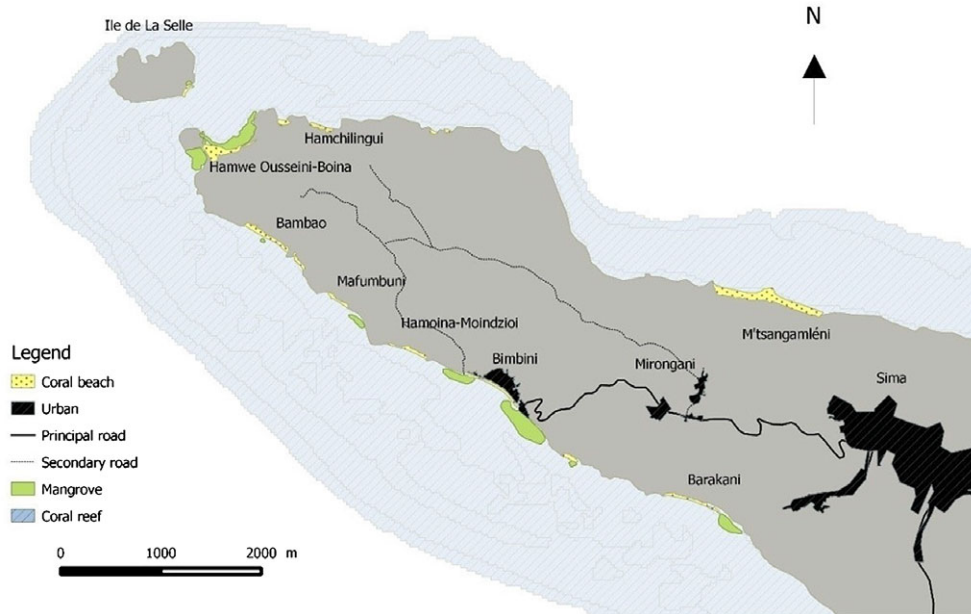 Ile de La Selle
N
Hamchilingui
Hamwe Ousseini-Boina
Bambao
Mafumbuni
Hamoina-Moindzioi
Bimbini
Mirongani
M'tsangamléni
Sima
Barakani
Legend
Coral beach
Urban
Principal road
Secondary road
Mangrove
Coral reef
0 1000 2000 m